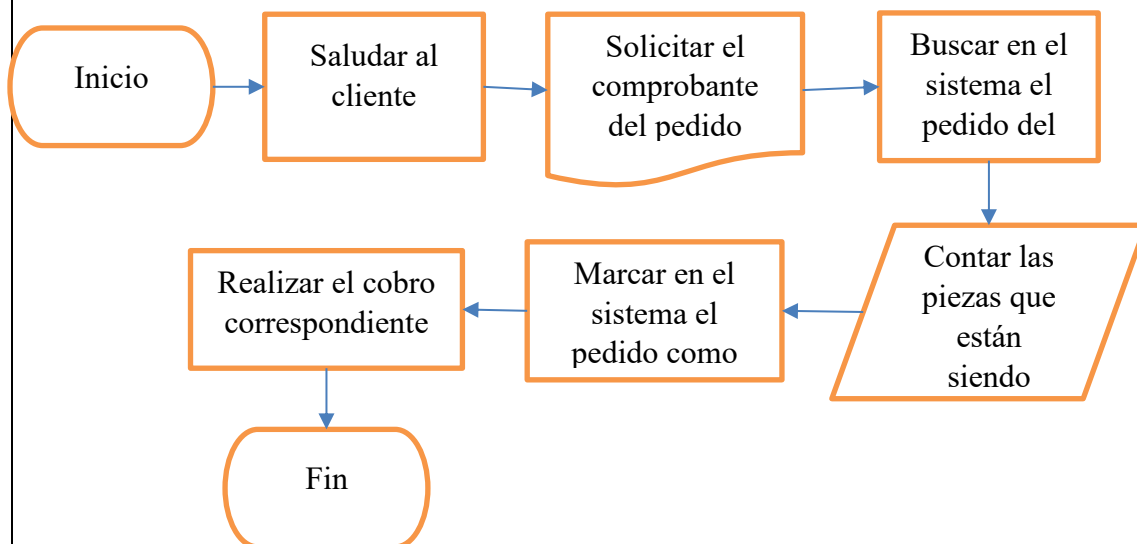 Inicio
Saludar al
cliente
Solicitar el
comprobante
del pedido
Buscar en el
sistema el
pedido del
Contar las
piezas que
están
siendo
Marcar en el
sistema el
pedido como
Realizar el cobro
correspondiente
Fin